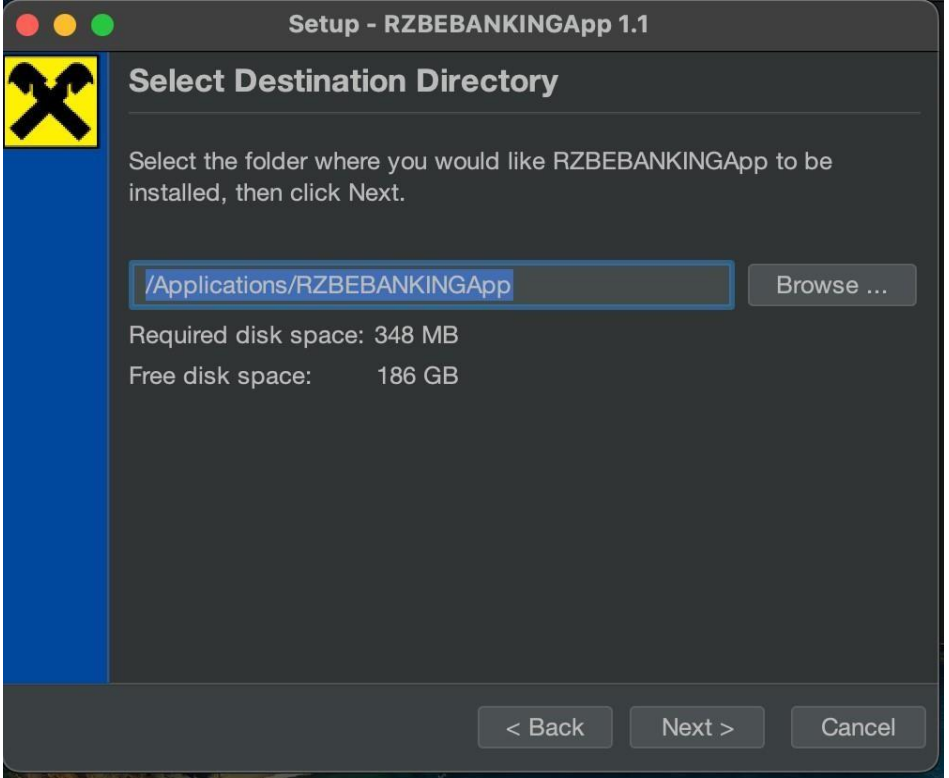 Setup - RZBEBANKINGApp 1.1
Select Destination Directory
Select the folder where you would like RZBEBANKINGApp to be
installed, then click Next.
/Applications/RZBEBANKINGApp
Browse ...
Required disk space: 348 MB
Free disk space: 186 GB
< Back
Next >
Cancel